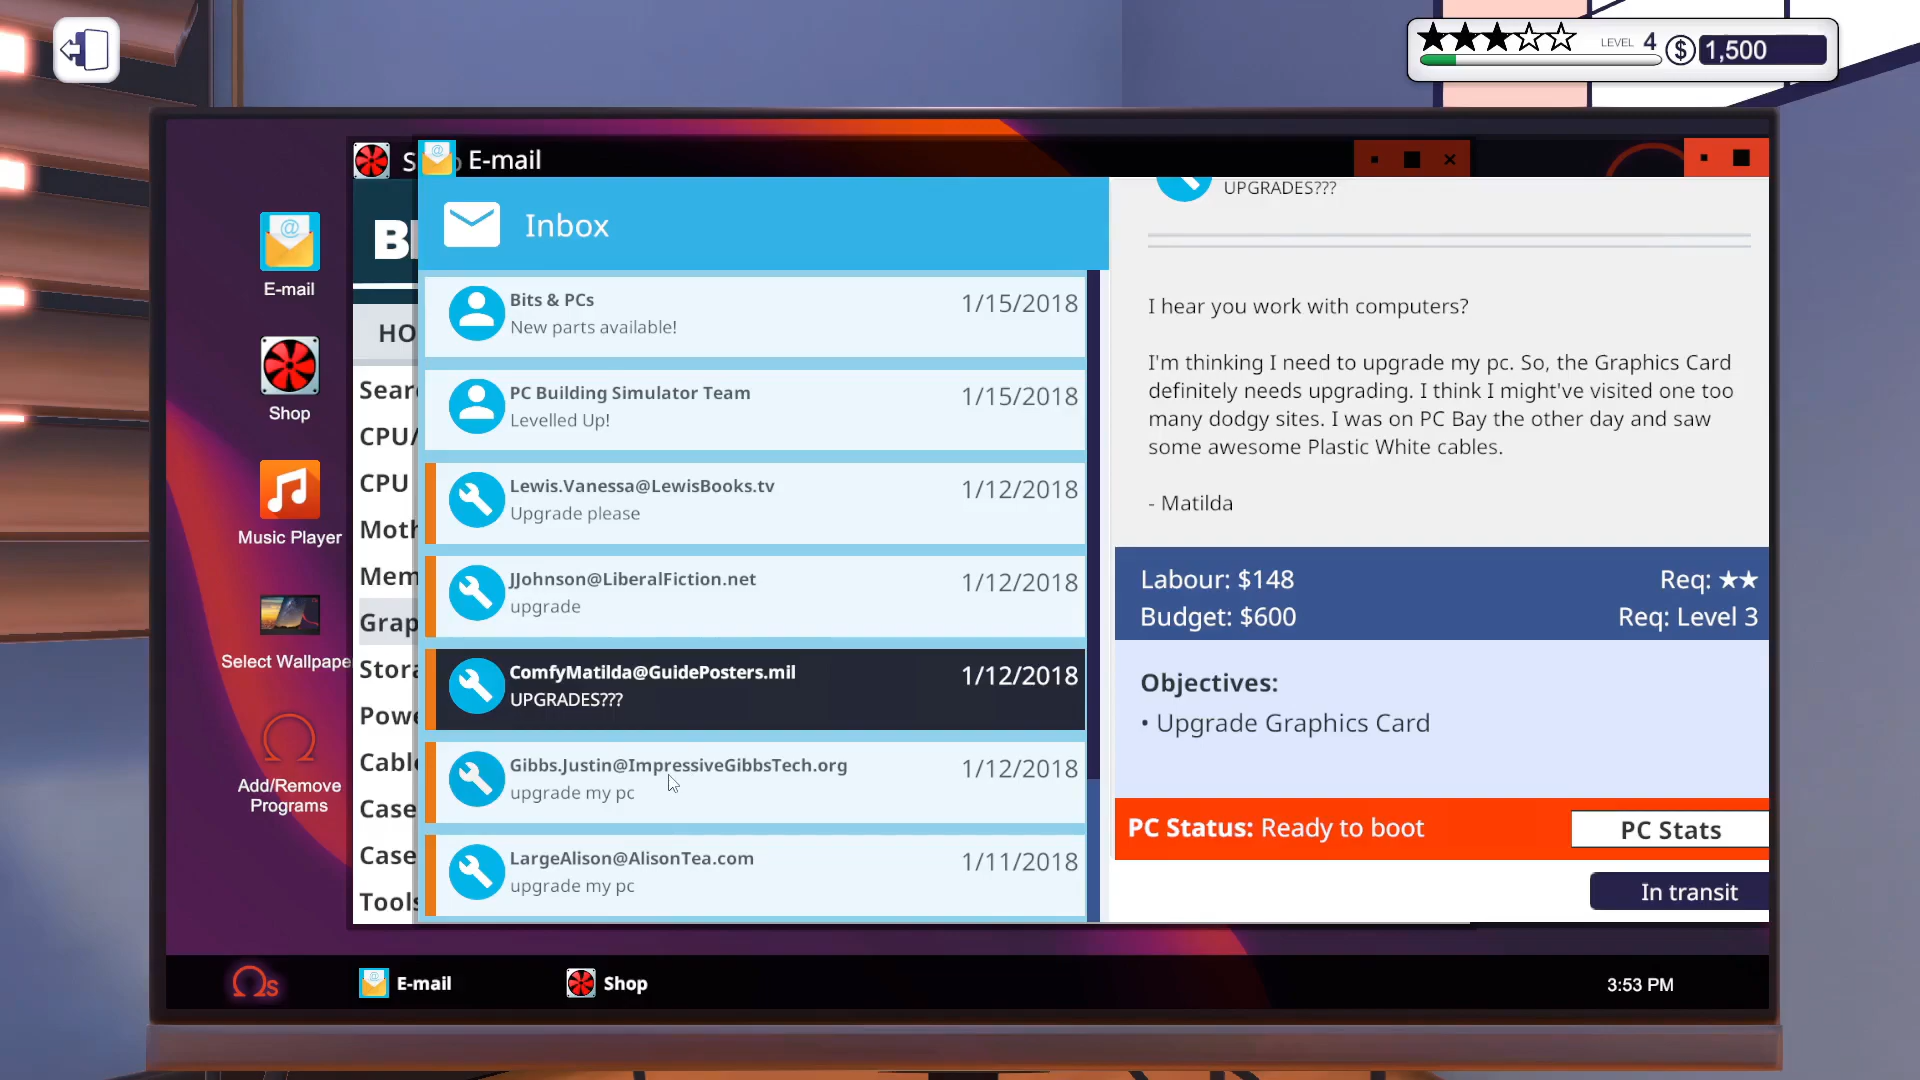 LEVEL 4
$ 1,500
E-mail
UPGRADES???
Inbox
Bits & PCs
1/15/2018
New parts available!
PC Building Simulator Team
1/15/2018
Levelled Up!
Lewis.Vanessa@LewisBooks.tv
1/12/2018
Upgrade please
JJohnson@LiberalFiction.net
1/12/2018
upgrade
ComfyMatilda@GuidePosters.mil
1/12/2018
UPGRADES???
Gibbs.Justin@ImpressiveGibbsTech.org
1/12/2018
upgrade my pc
LargeAlison@AlisonTea.com
1/11/2018
upgrade my pc
I hear you work with computers?
I'm thinking I need to upgrade my pc. So, the Graphics Card
definitely needs upgrading. I think I might've visited one too
many dodgy sites. I was on PC Bay the other day and saw
some awesome Plastic White cables.
- Matilda
Labour: $148
Req: ★★
Budget: $600
Req: Level 3
Objectives:
• Upgrade Graphics Card
PC Status: Ready to boot
PC Stats
In transit
E-mail
Shop
Music Player
Select Wallpape
Add/Remove
Programs
HO
Sear
CPU/
CPU
Moth
Mem
Grap
Stora
Powe
Cabl
Case
Case
Tools
Ωs
E-mail
Shop
3:53 PM